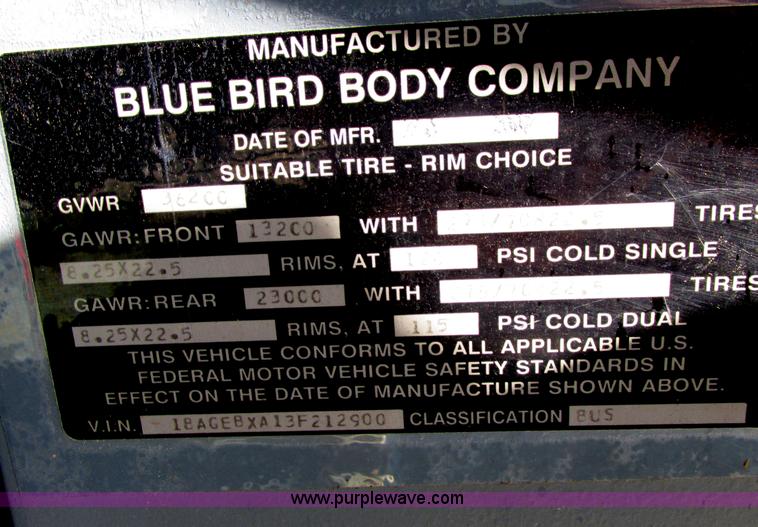 MANUFACTURED BY
BLUE BIRD BODY COMPANY
DATE OF MFR.
SUITABLE TIRE - RIM CHOICE
GVWR 36200
GAWR: FRONT 13200 WITH TIRES
8.25X22.5 RIMS, AT PSI COLD SINGLE
GAWR: REAR 23000 WITH TIRES
8.25X22.5 RIMS, AT 115 PSI COLD DUAL
THIS VEHICLE CONFORMS TO ALL APPLICABLE U.S.
FEDERAL MOTOR VEHICLE SAFETY STANDARDS IN
EFFECT ON THE DATE OF MANUFACTURE SHOWN ABOVE.
V.I.N. 1BAGEBXA13F212900 CLASSIFICATION BUS
www.purplewave.com